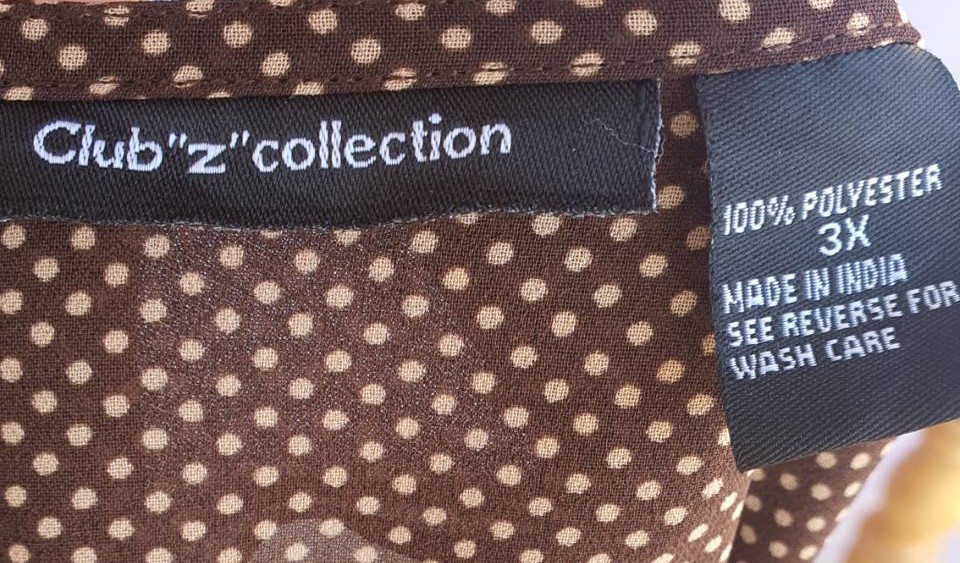 Club"z"collection
100% POLYESTER
3X
MADE IN INDIA
SEE REVERSE FOR
WASH CARE